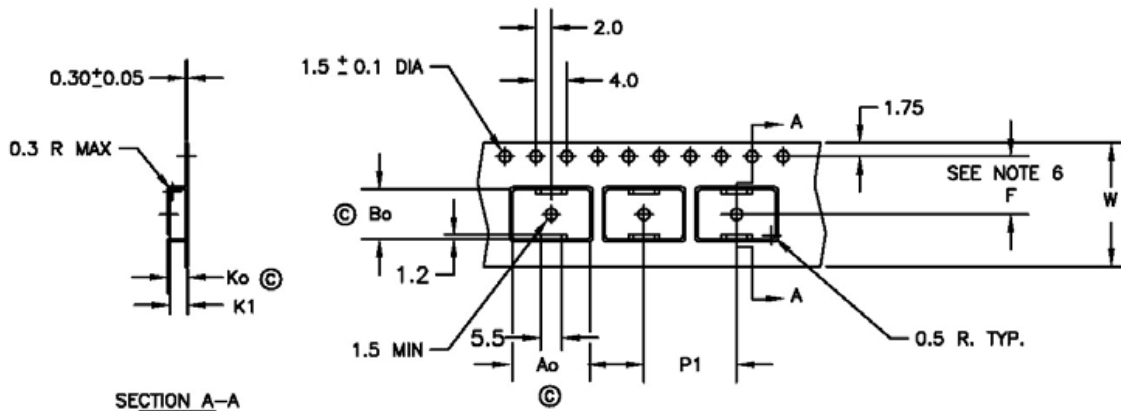 2.0
0.30±0.05
1.5 ± 0.1 DIA
4.0
1.75
A
0.3 R MAX
SEE NOTE 6
F
W
Ⓒ Bo
1.2
Ko Ⓒ
K1
A
5.5
1.5 MIN
Ao
P1
0.5 R. TYP.
Ⓒ
SECTION A-A